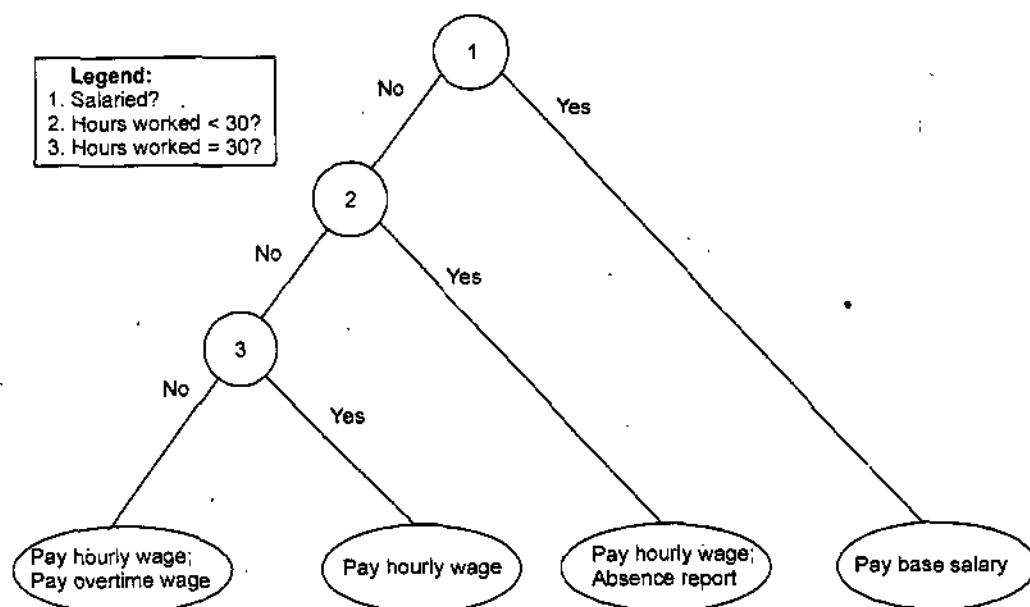 1
Legend:
1. Salaried?
2. Hours worked < 30?
3. Hours worked = 30?
No
Yes
2
No
Yes
3
No
Yes
Pay hourly wage;
Pay overtime wage
Pay hourly wage
Pay hourly wage;
Absence report
Pay base salary